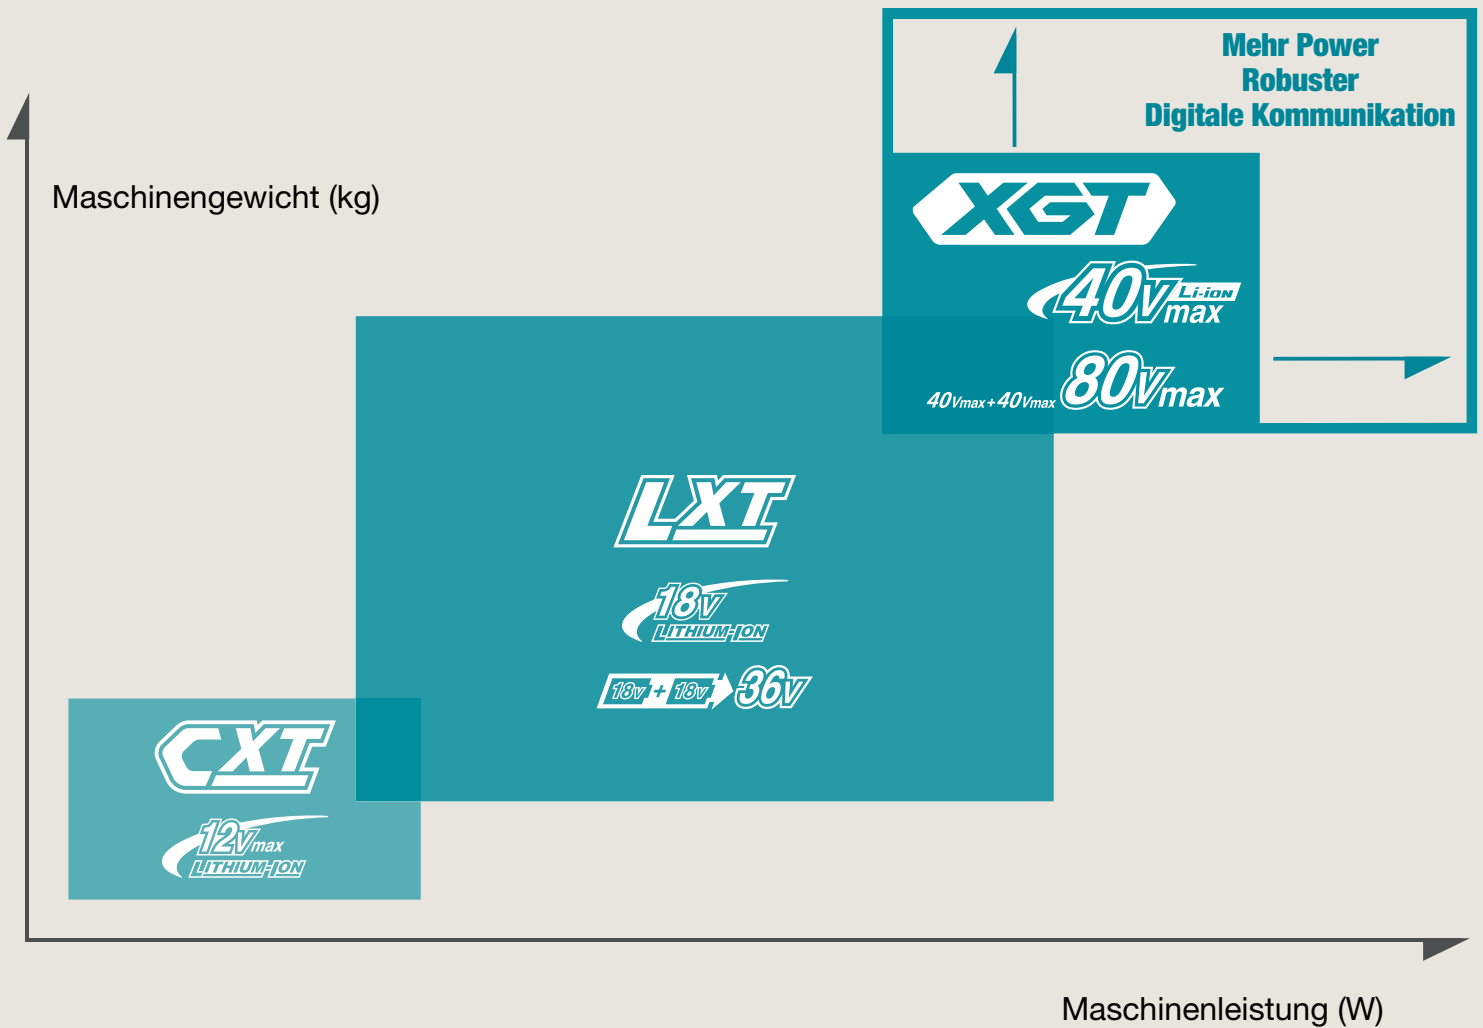 Mehr Power
Robuster
Digitale Kommunikation
Maschinengewicht (kg)
XGT
40Vmax Li-ion
40Vmax+40Vmax 80Vmax
LXT
18V
LITHIUM-ION
18V + 18V 36V
CXT
12Vmax
LITHIUM-ION
Maschinenleistung (W)